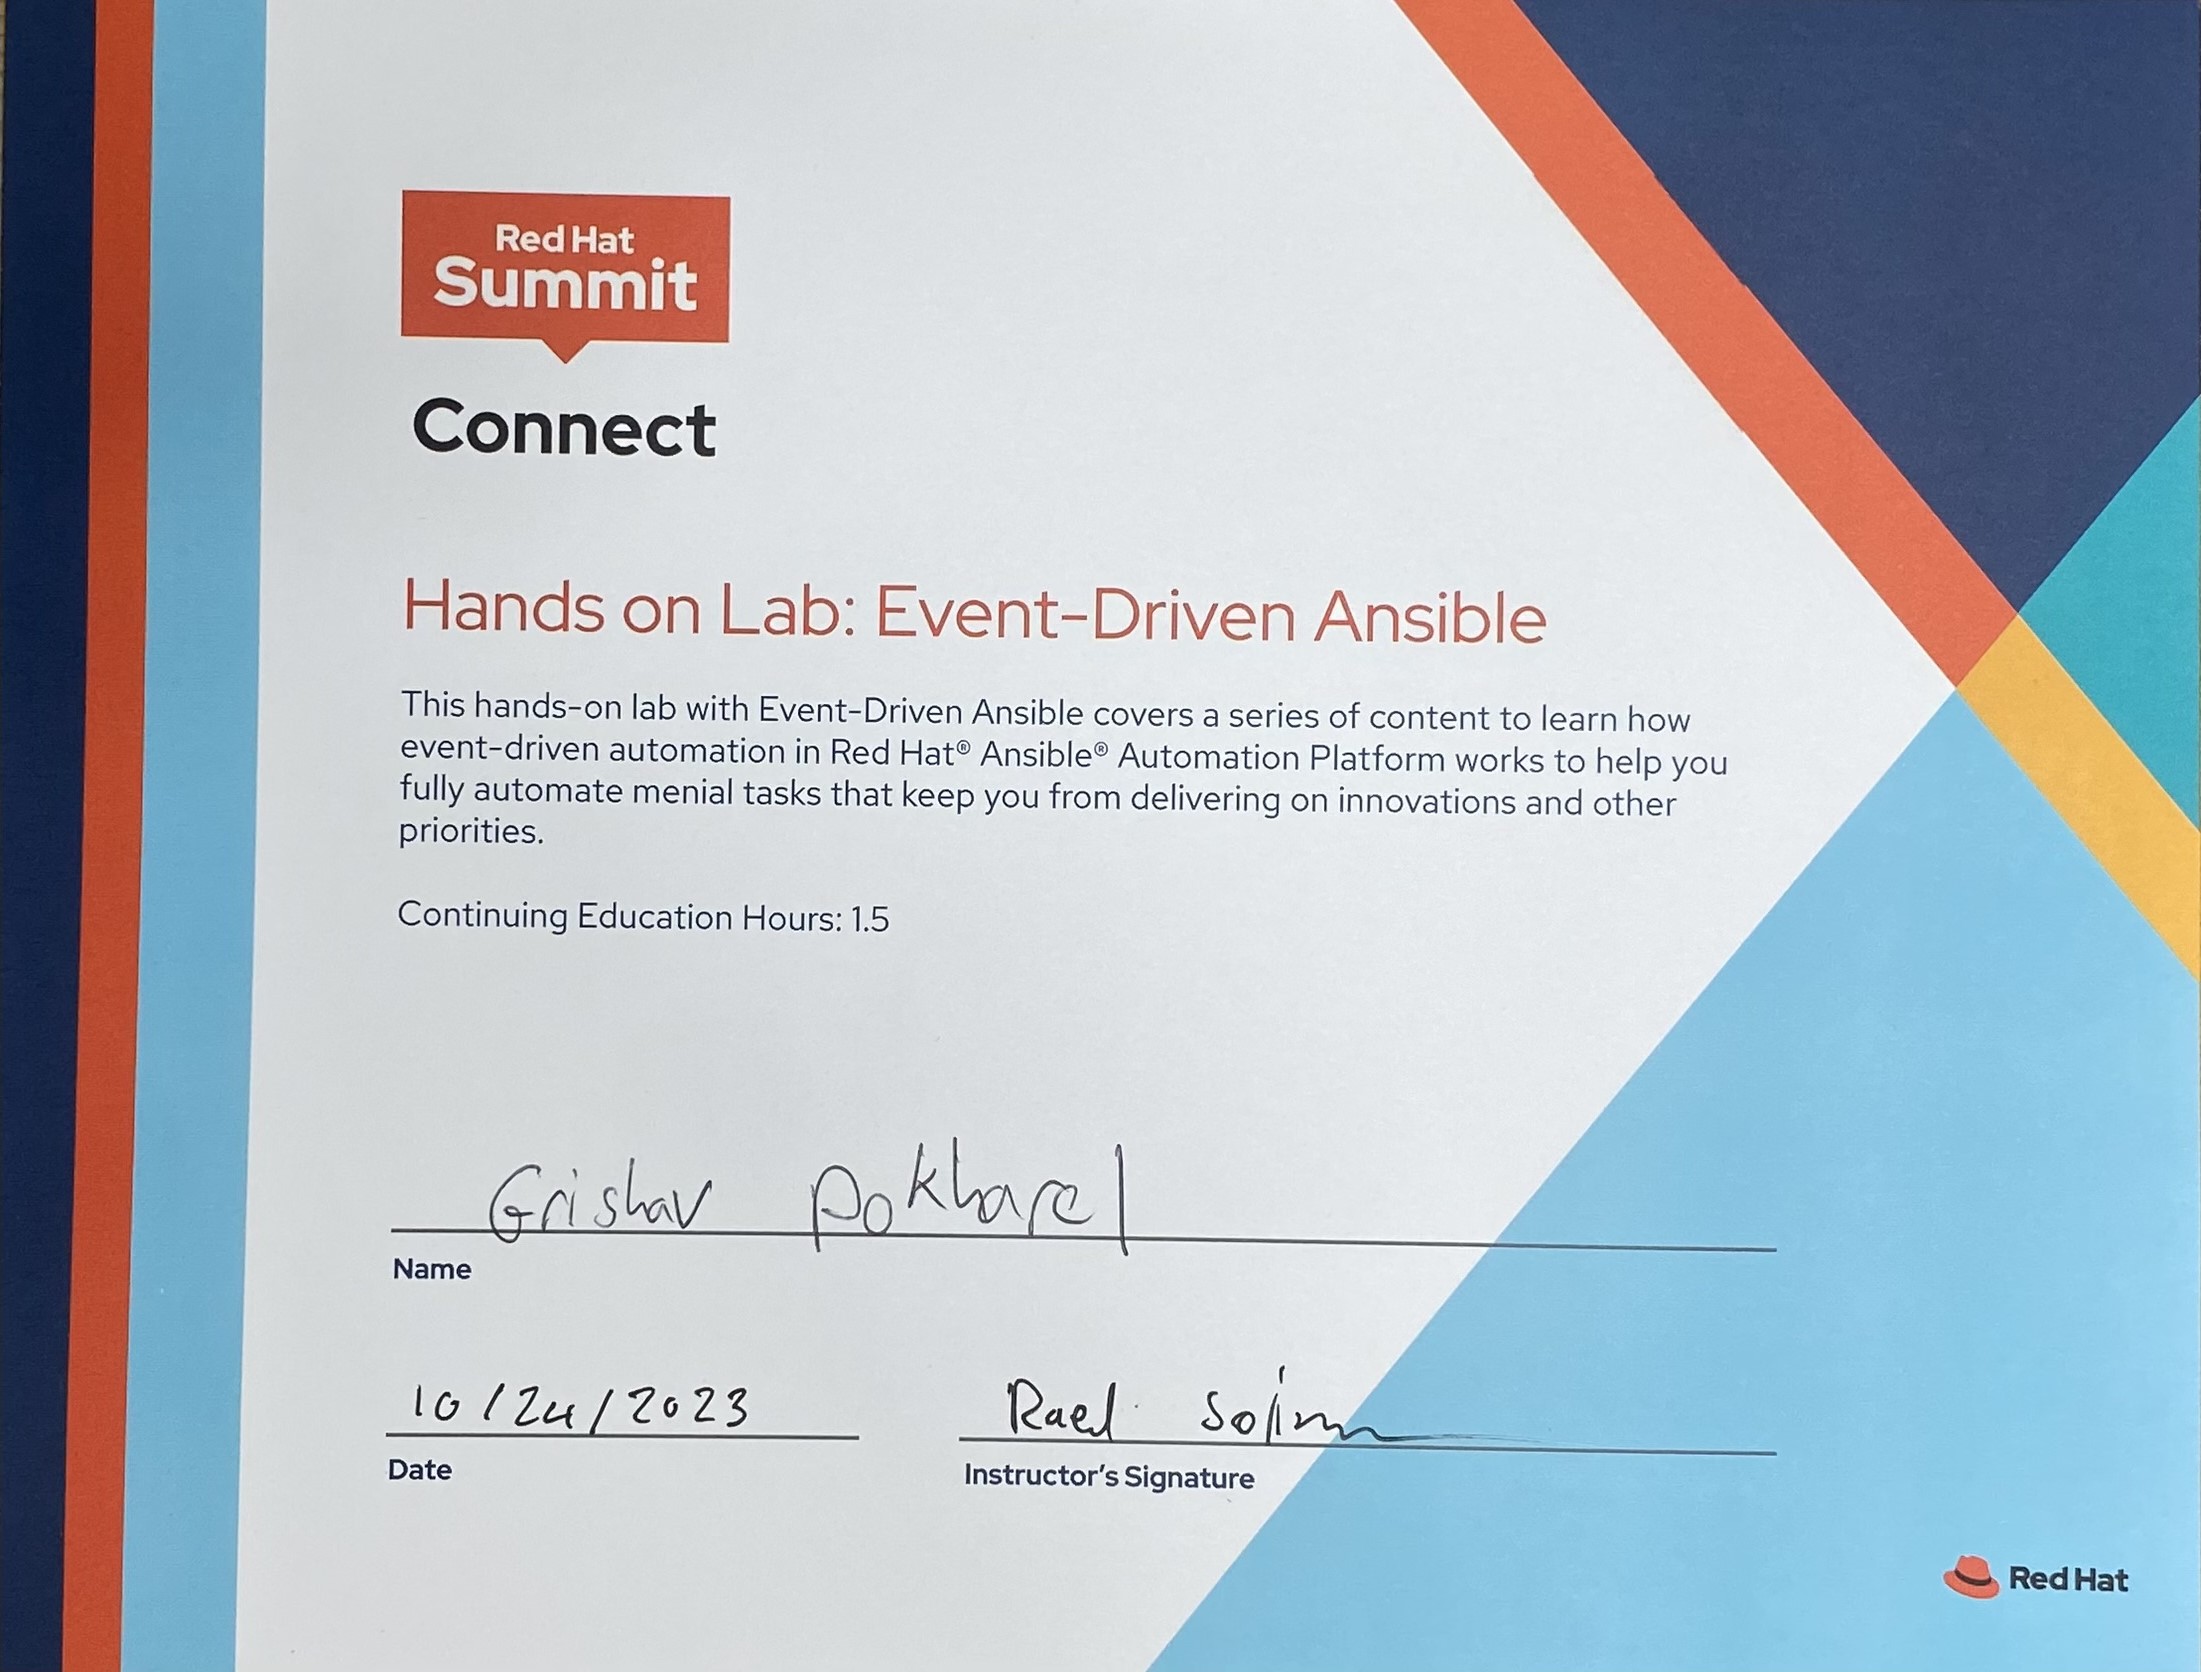 Red Hat
Summit
Connect
Hands on Lab: Event-Driven Ansible
This hands-on lab with Event-Driven Ansible covers a series of content to learn how
event-driven automation in Red Hat® Ansible® Automation Platform works to help you
fully automate menial tasks that keep you from delivering on innovations and other
priorities.
Continuing Education Hours: 1.5
Grishav Pokharel
Name
10/24/2023
Date
Instructor's Signature
Red Hat